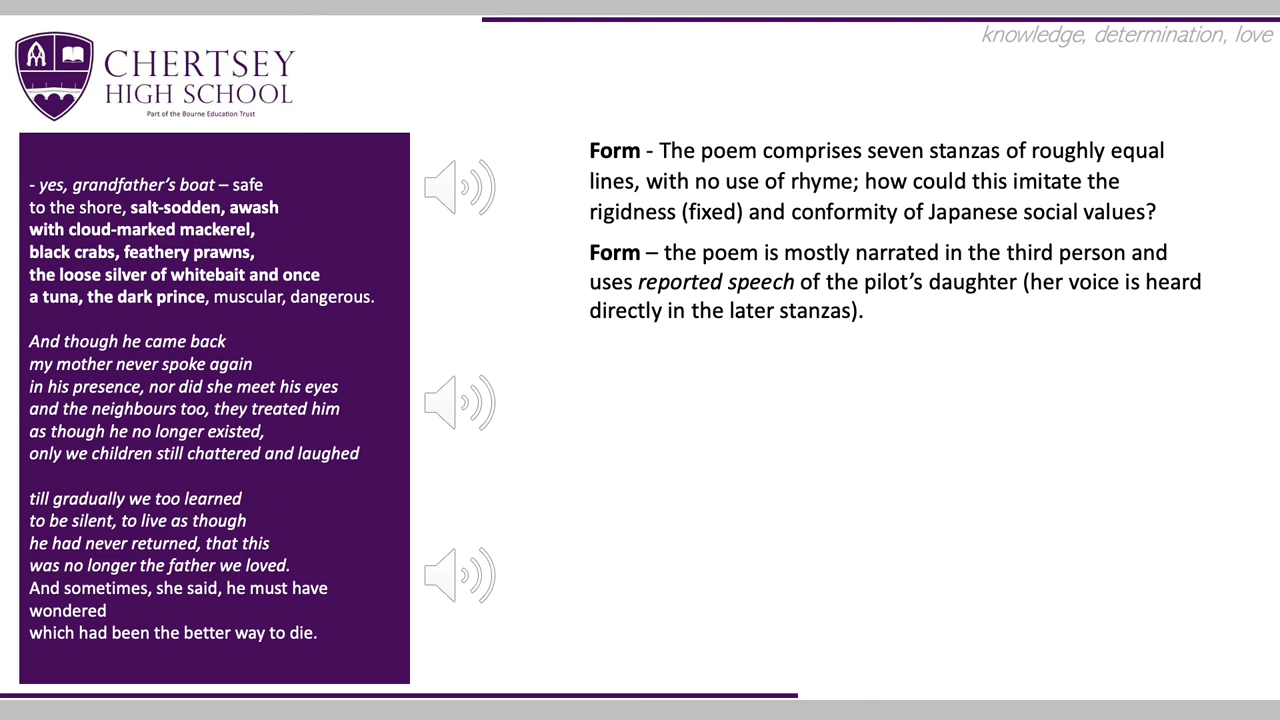 knowledge, determination, love
CHERTSEY
HIGH SCHOOL
Part of the Bourne Education Trust
- yes, grandfather's boat – safe
to the shore, salt-sodden, awash
with cloud-marked mackerel,
black crabs, feathery prawns,
the loose silver of whitebait and once
a tuna, the dark prince, muscular, dangerous.
And though he came back
my mother never spoke again
in his presence, nor did she meet his eyes
and the neighbours too, they treated him
as though he no longer existed,
only we children still chattered and laughed
till gradually we too learned
to be silent, to live as though
he had never returned, that this
was no longer the father we loved.
And sometimes, she said, he must have
wondered
which had been the better way to die.
Form - The poem comprises seven stanzas of roughly equal
lines, with no use of rhyme; how could this imitate the
rigidness (fixed) and conformity of Japanese social values?
Form – the poem is mostly narrated in the third person and
uses reported speech of the pilot's daughter (her voice is heard
directly in the later stanzas).